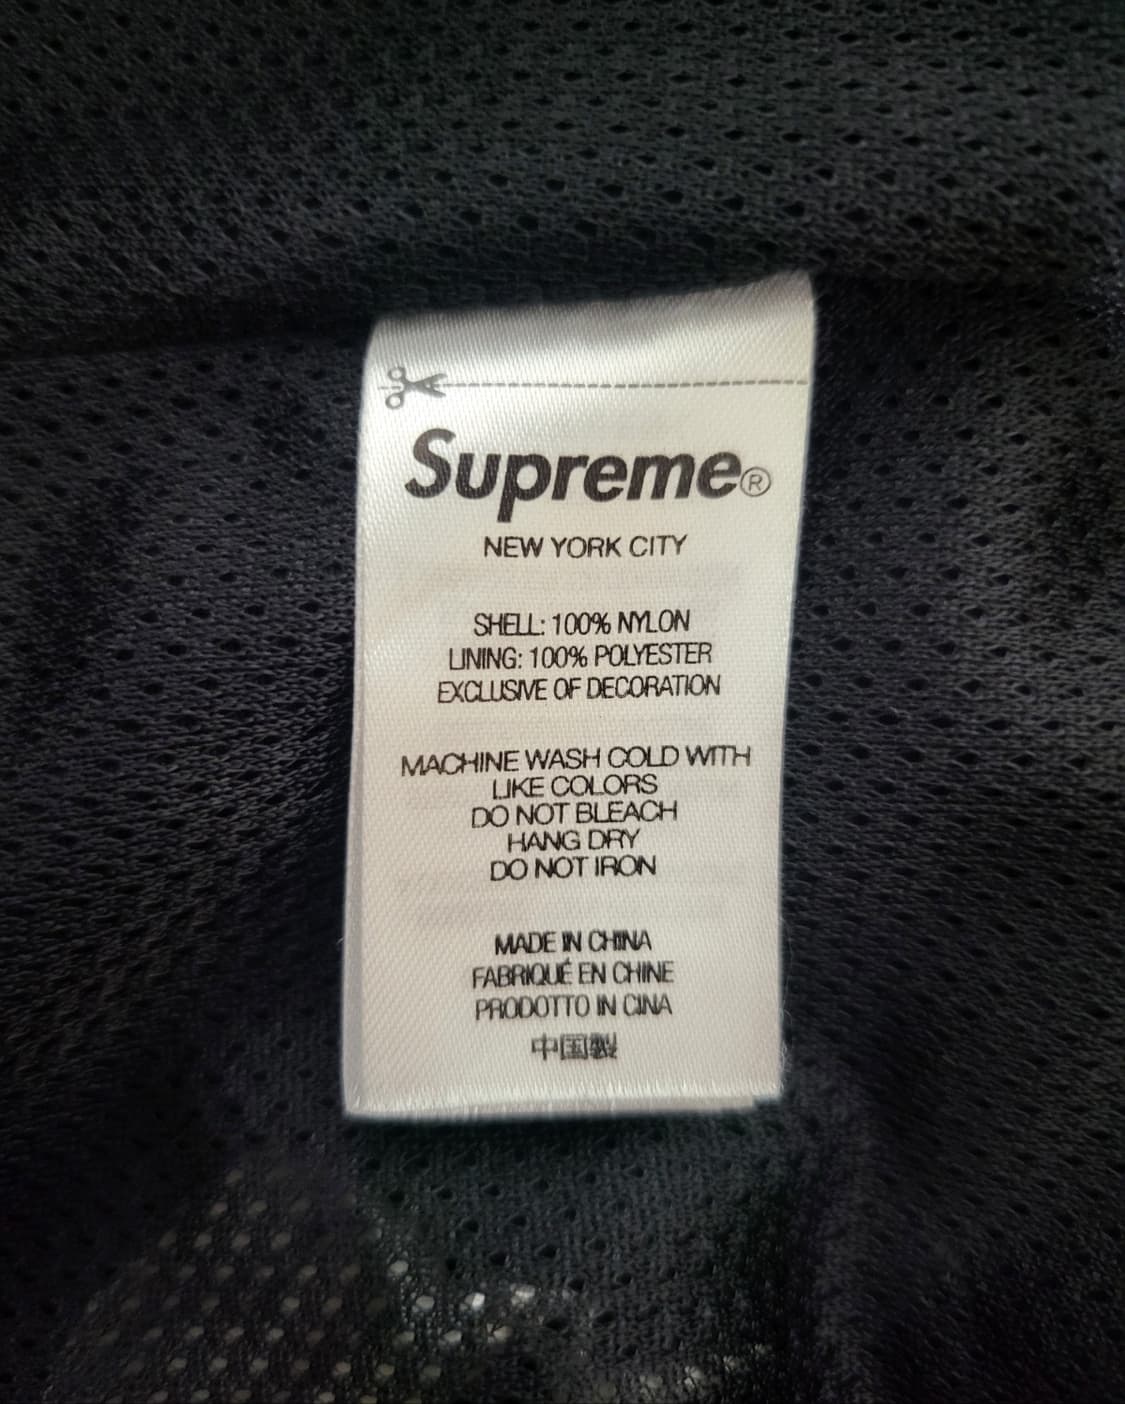 Supreme®
NEW YORK CITY
SHELL: 100% NYLON
LINING: 100% POLYESTER
EXCLUSIVE OF DECORATION
MACHINE WASH COLD WITH
LIKE COLORS
DO NOT BLEACH
HANG DRY
DO NOT IRON
MADE IN CHINA
FABRIQUÉ EN CHINE
PRODOTTO IN CINA
中国製